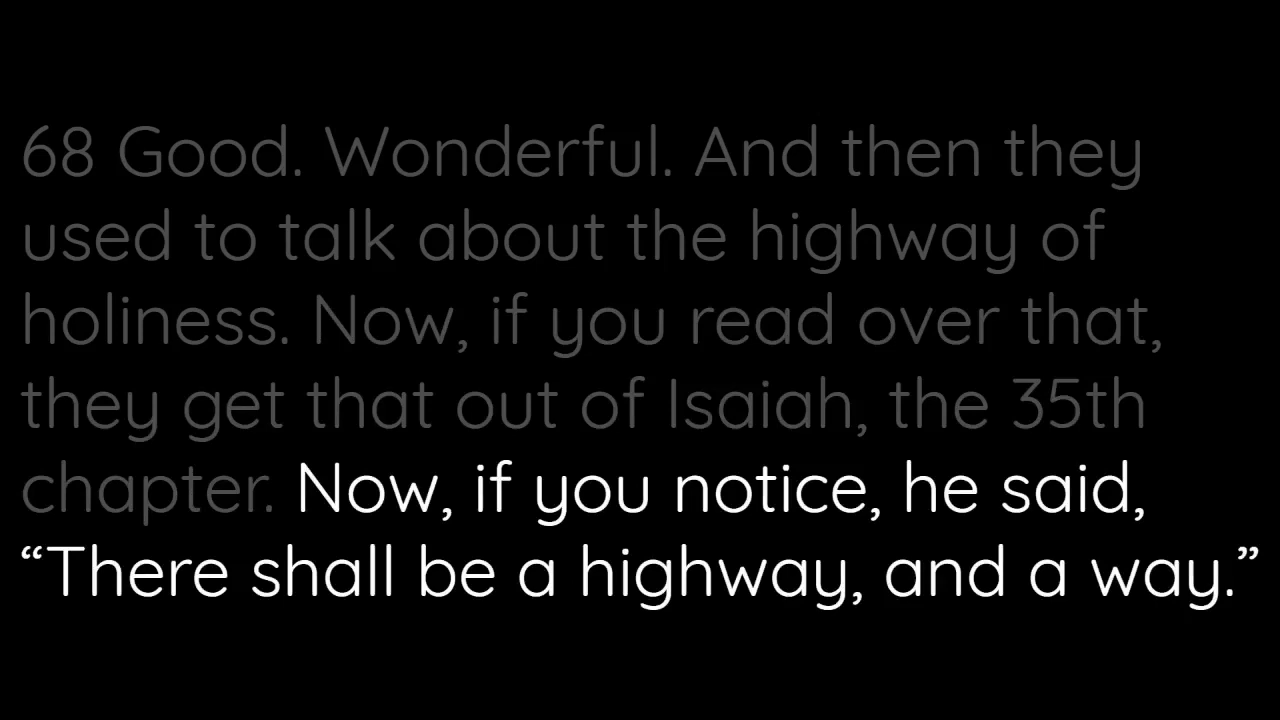 68 Good. Wonderful. And then they
used to talk about the highway of
holiness. Now, if you read over that,
they get that out of Isaiah, the 35th
chapter. Now, if you notice, he said,
“There shall be a highway, and a way.”